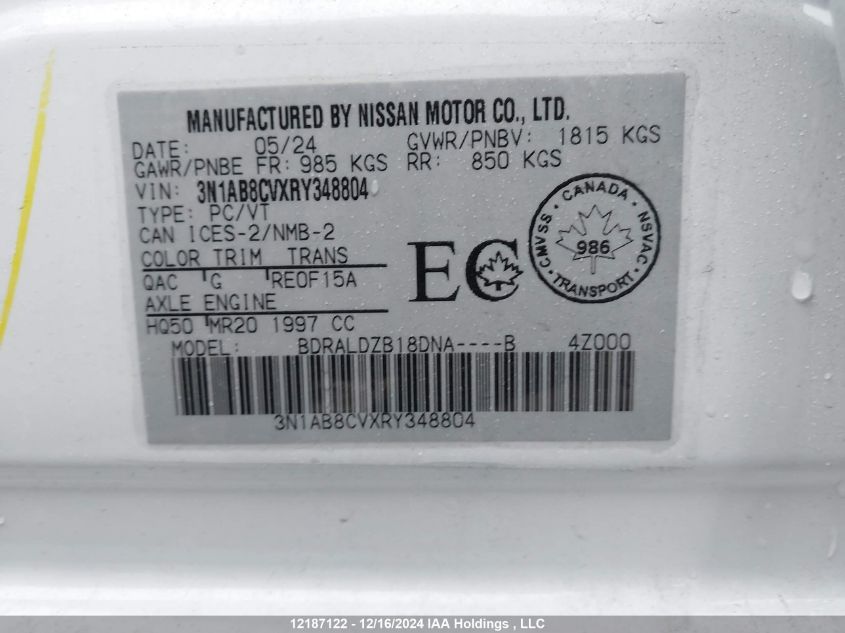 MANUFACTURED BY NISSAN MOTOR CO., LTD.
DATE: 05/24 GVWR/PNBV: 1815 KGS
GAWR/PNBE FR: 985 KGS RR: 850 KGS
VIN: 3N1AB8CVXRY348804
TYPE: PC/VT
CAN ICES-2/NMB-2
COLOR TRIM TRANS
QAC G RE0F15A
AXLE ENGINE
HQ50 MR20 1997 CC
EC
CANADA
CMVSS NSVAC
986
TRANSPORT
MODEL: BDRALDZB18DNA----B 4Z000
3N1AB8CVXRY348804
12187122 - 12/16/2024 IAA Holdings , LLC